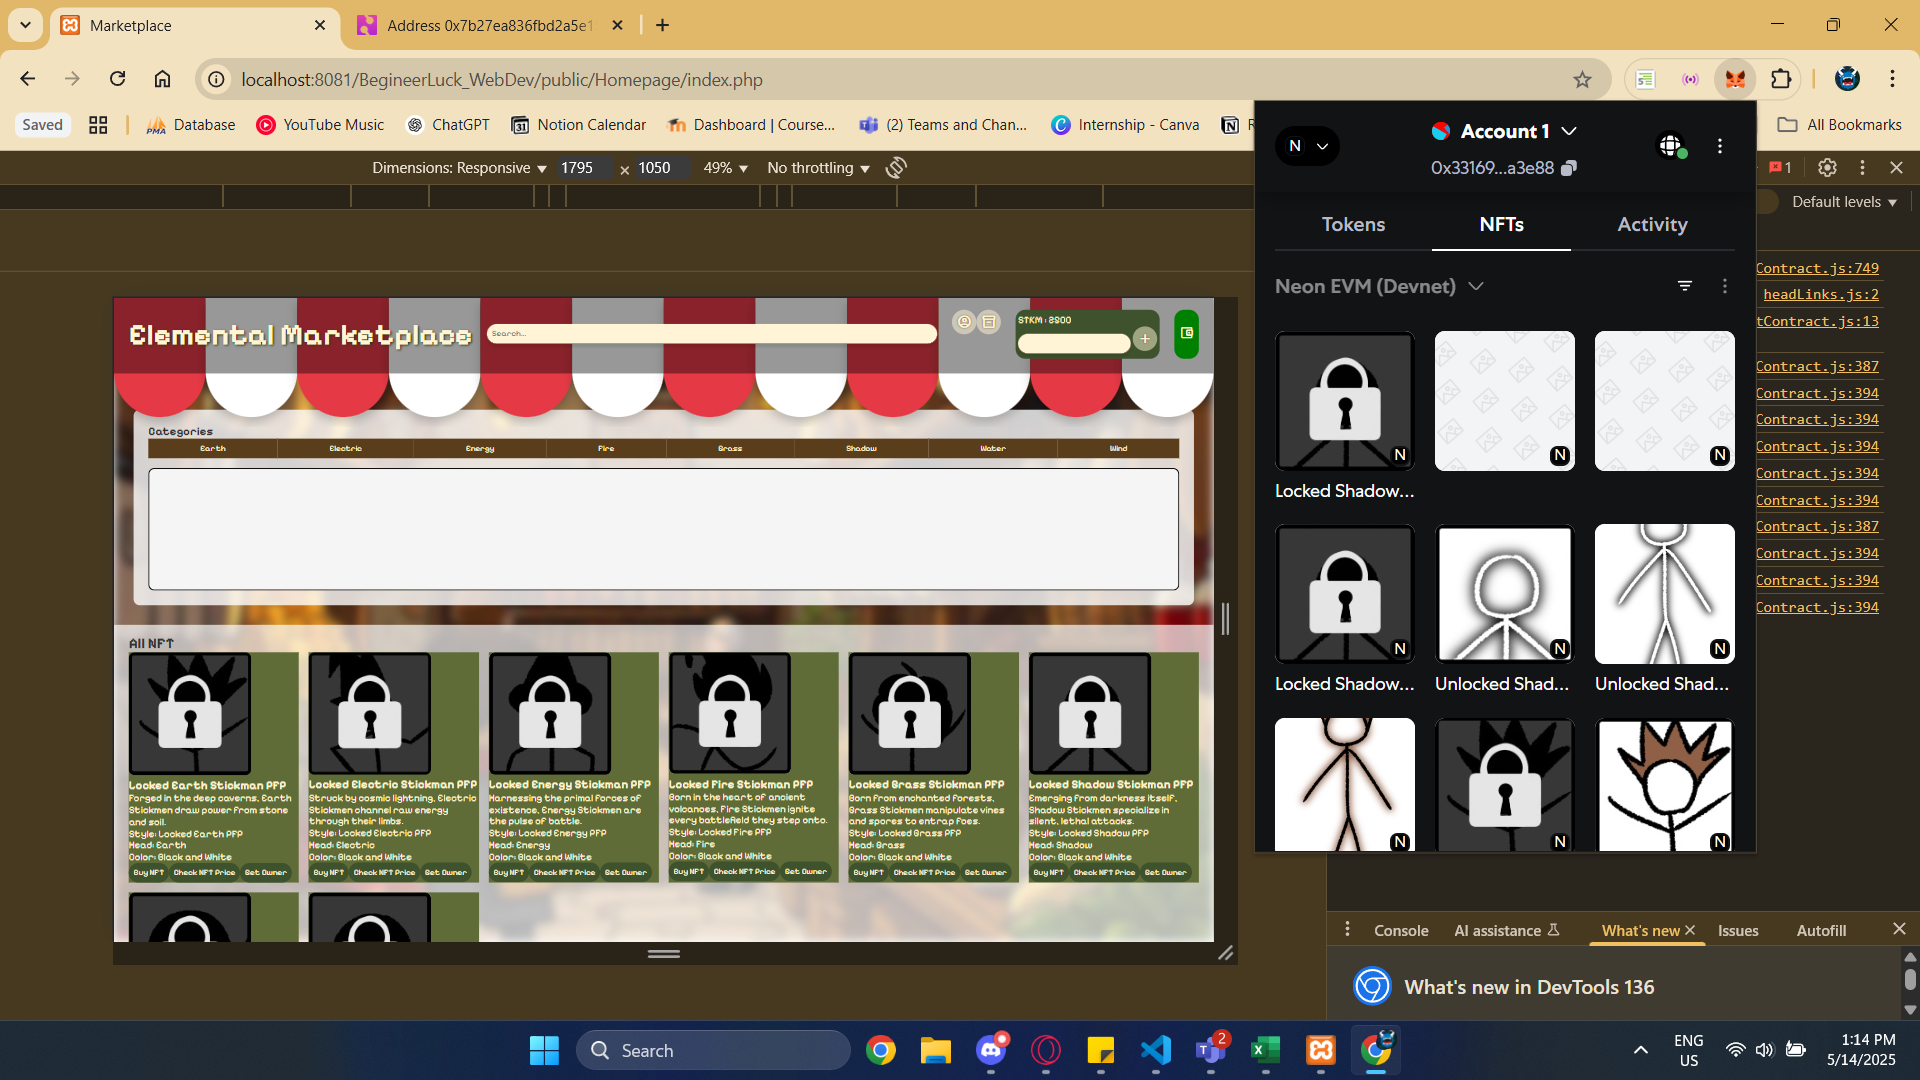 Marketplace
Address 0x7b27ea836fbd2a5e1
localhost:8081/BegineerLuck_WebDev/public/Homepage/index.php
Saved
Database
YouTube Music
ChatGPT
Notion Calendar
Dashboard | Course...
(2) Teams and Chan...
Internship - Canva
All Bookmarks
Dimensions: Responsive
1795
×
1050
49%
No throttling
1
Default levels
N
Account 1
0x33169...a3e88
Tokens
NFTs
Activity
Neon EVM (Devnet)
N
N
N
Locked Shadow...
N
N
N
Locked Shadow...
Unlocked Shad...
Unlocked Shad...
N
N
N
Contract.js:749
headLinks.js:2
tContract.js:13
Contract.js:387
Contract.js:394
Contract.js:394
Contract.js:394
Contract.js:394
Contract.js:394
Contract.js:387
Contract.js:394
Contract.js:394
Contract.js:394
Elemental Marketplace
Search...
STKM : 2800
+
Categories
Earth
Electric
Energy
Fire
Grass
Shadow
Water
Wind
All NFT
Locked Earth Stickman PFP
Forged in the deep caverns, Earth
Stickmen draw power from stone
and soil.
Style: Locked Earth PFP
Head: Earth
Color: Black and White
Buy NFT
Check NFT Price
Get Owner
Locked Electric Stickman PFP
Struck by cosmic lightning, Electric
Stickmen channel raw energy
through their limbs.
Style: Locked Electric PFP
Head: Electric
Color: Black and White
Buy NFT
Check NFT Price
Get Owner
Locked Energy Stickman PFP
Harnessing the primal forces of
existence, Energy Stickmen are
the pulse of battle.
Style: Locked Energy PFP
Head: Energy
Color: Black and White
Buy NFT
Check NFT Price
Get Owner
Locked Fire Stickman PFP
Born in the heart of ancient
volcanoes, Fire Stickmen ignite
every battlefield they step onto.
Style: Locked Fire PFP
Head: Fire
Color: Black and White
Buy NFT
Check NFT Price
Get Owner
Locked Grass Stickman PFP
Born from enchanted forests,
Grass Stickmen manipulate vines
and spores to entrap foes.
Style: Locked Grass PFP
Head: Grass
Color: Black and White
Buy NFT
Check NFT Price
Get Owner
Locked Shadow Stickman PFP
Emerging from darkness itself,
Shadow Stickmen specialize in
silent, lethal attacks.
Style: Locked Shadow PFP
Head: Shadow
Color: Black and White
Buy NFT
Check NFT Price
Get Owner
Console
AI assistance
What's new
Issues
Autofill
What's new in DevTools 136
Search
2
ENG
US
1:14 PM
5/14/2025